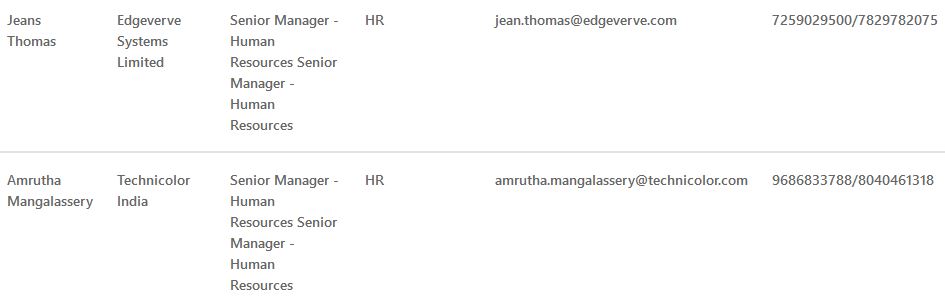 Jeans Edgeverve Senior Manager - HR jean.thomas@edgeverve.com 7259029500/7829782075
Thomas Systems Human
Limited Resources Senior
Manager -
Human
Resources
Amrutha Technicolor Senior Manager - HR amrutha.mangalassery@technicolor.com 9686833788/8040461318
Mangalassery India Human
Resources Senior
Manager -
Human
Resources